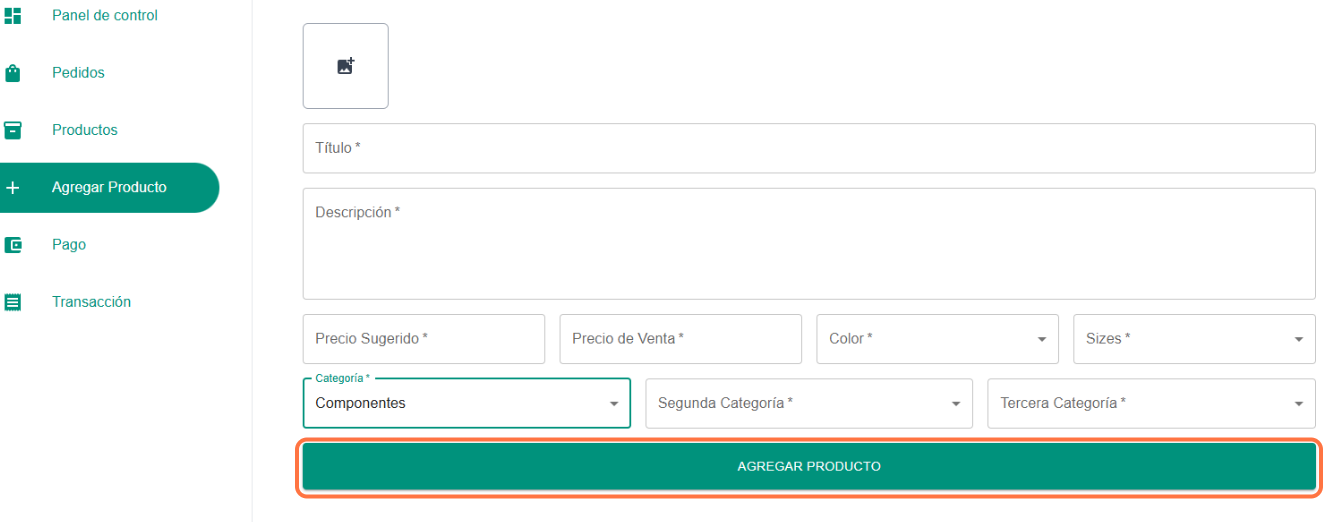 Panel de control
Pedidos
Productos
Agregar Producto
Pago
Transacción
Título *
Descripción *
Precio Sugerido *
Precio de Venta *
Color *
Sizes *
Categoría *
Componentes
Segunda Categoría *
Tercera Categoría *
AGREGAR PRODUCTO